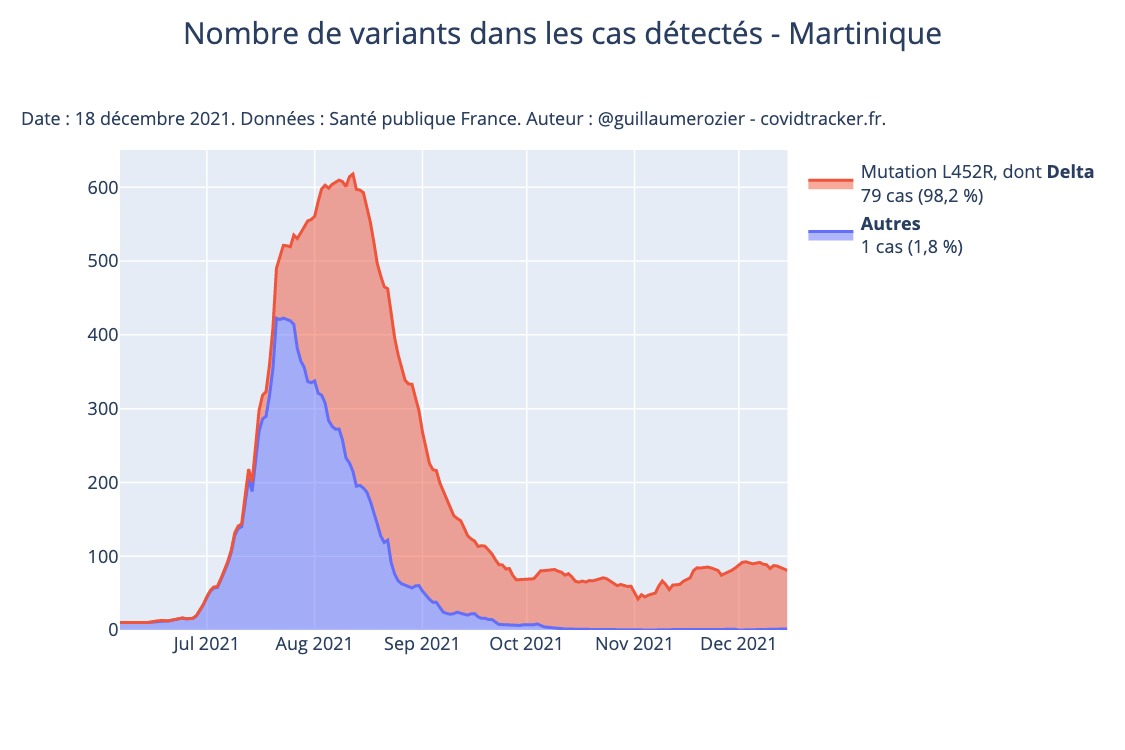 Nombre de variants dans les cas détectés - Martinique
Date : 18 décembre 2021. Données : Santé publique France. Auteur : @guillaumerozier - covidtracker.fr.
Mutation L452R, dont Delta
79 cas (98,2 %)
Autres
1 cas (1,8 %)
600
500
400
300
200
100
0
Jul 2021
Aug 2021
Sep 2021
Oct 2021
Nov 2021
Dec 2021